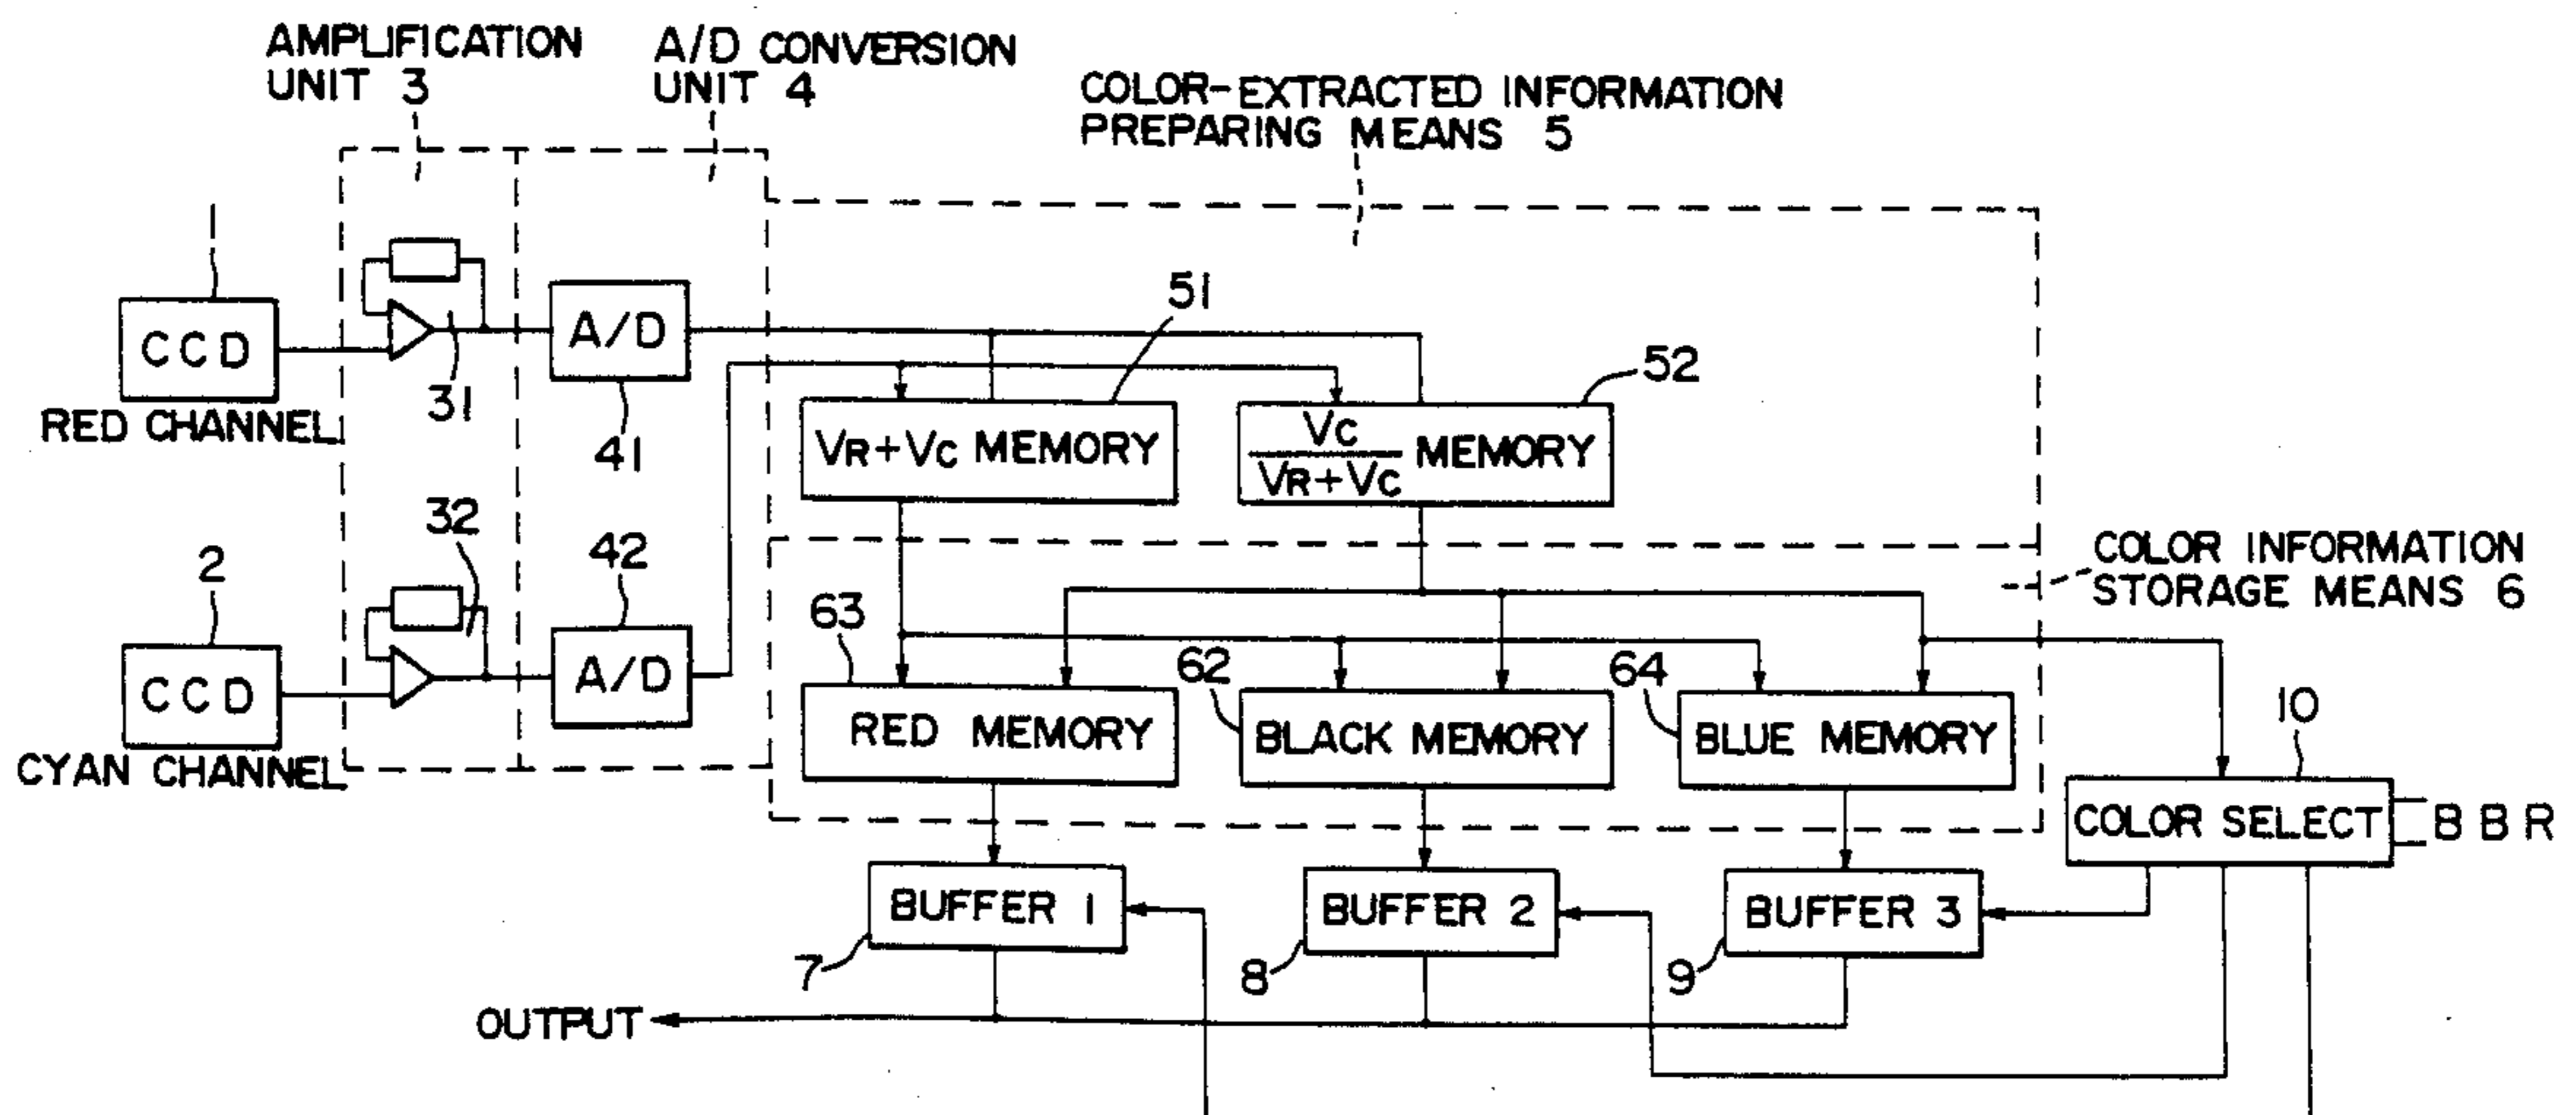 AMPLIFICATION
UNIT 3
A/D CONVERSION
UNIT 4
COLOR-EXTRACTED INFORMATION
PREPARING MEANS 5
1
CCD
RED CHANNEL
31
A/D
41
51
52
VR+VC MEMORY
VC
VR+VC
MEMORY
2
CCD
CYAN CHANNEL
32
42
A/D
COLOR INFORMATION
STORAGE MEANS 6
63
RED MEMORY
62
BLACK MEMORY
64
BLUE MEMORY
10
COLOR SELECT
B B R
BUFFER 1
7
BUFFER 2
8
BUFFER 3
9
OUTPUT